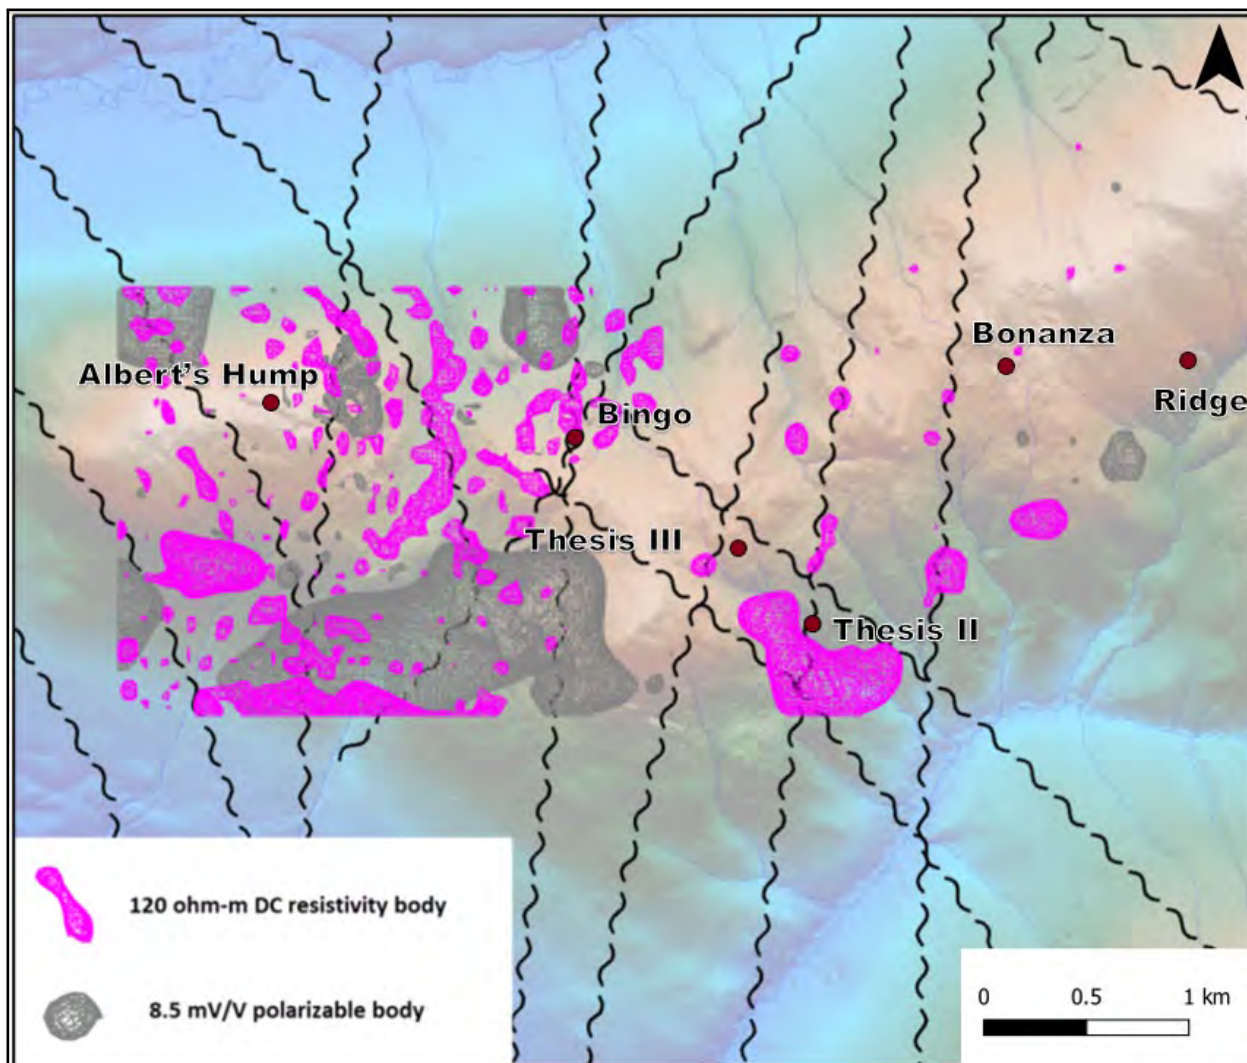 Bonanza
Albert's Hump
Ridge
Bingo
Thesis III
Thesis II
120 ohm-m DC resistivity body
8.5 mV/V polarizable body
0 0.5 1 km